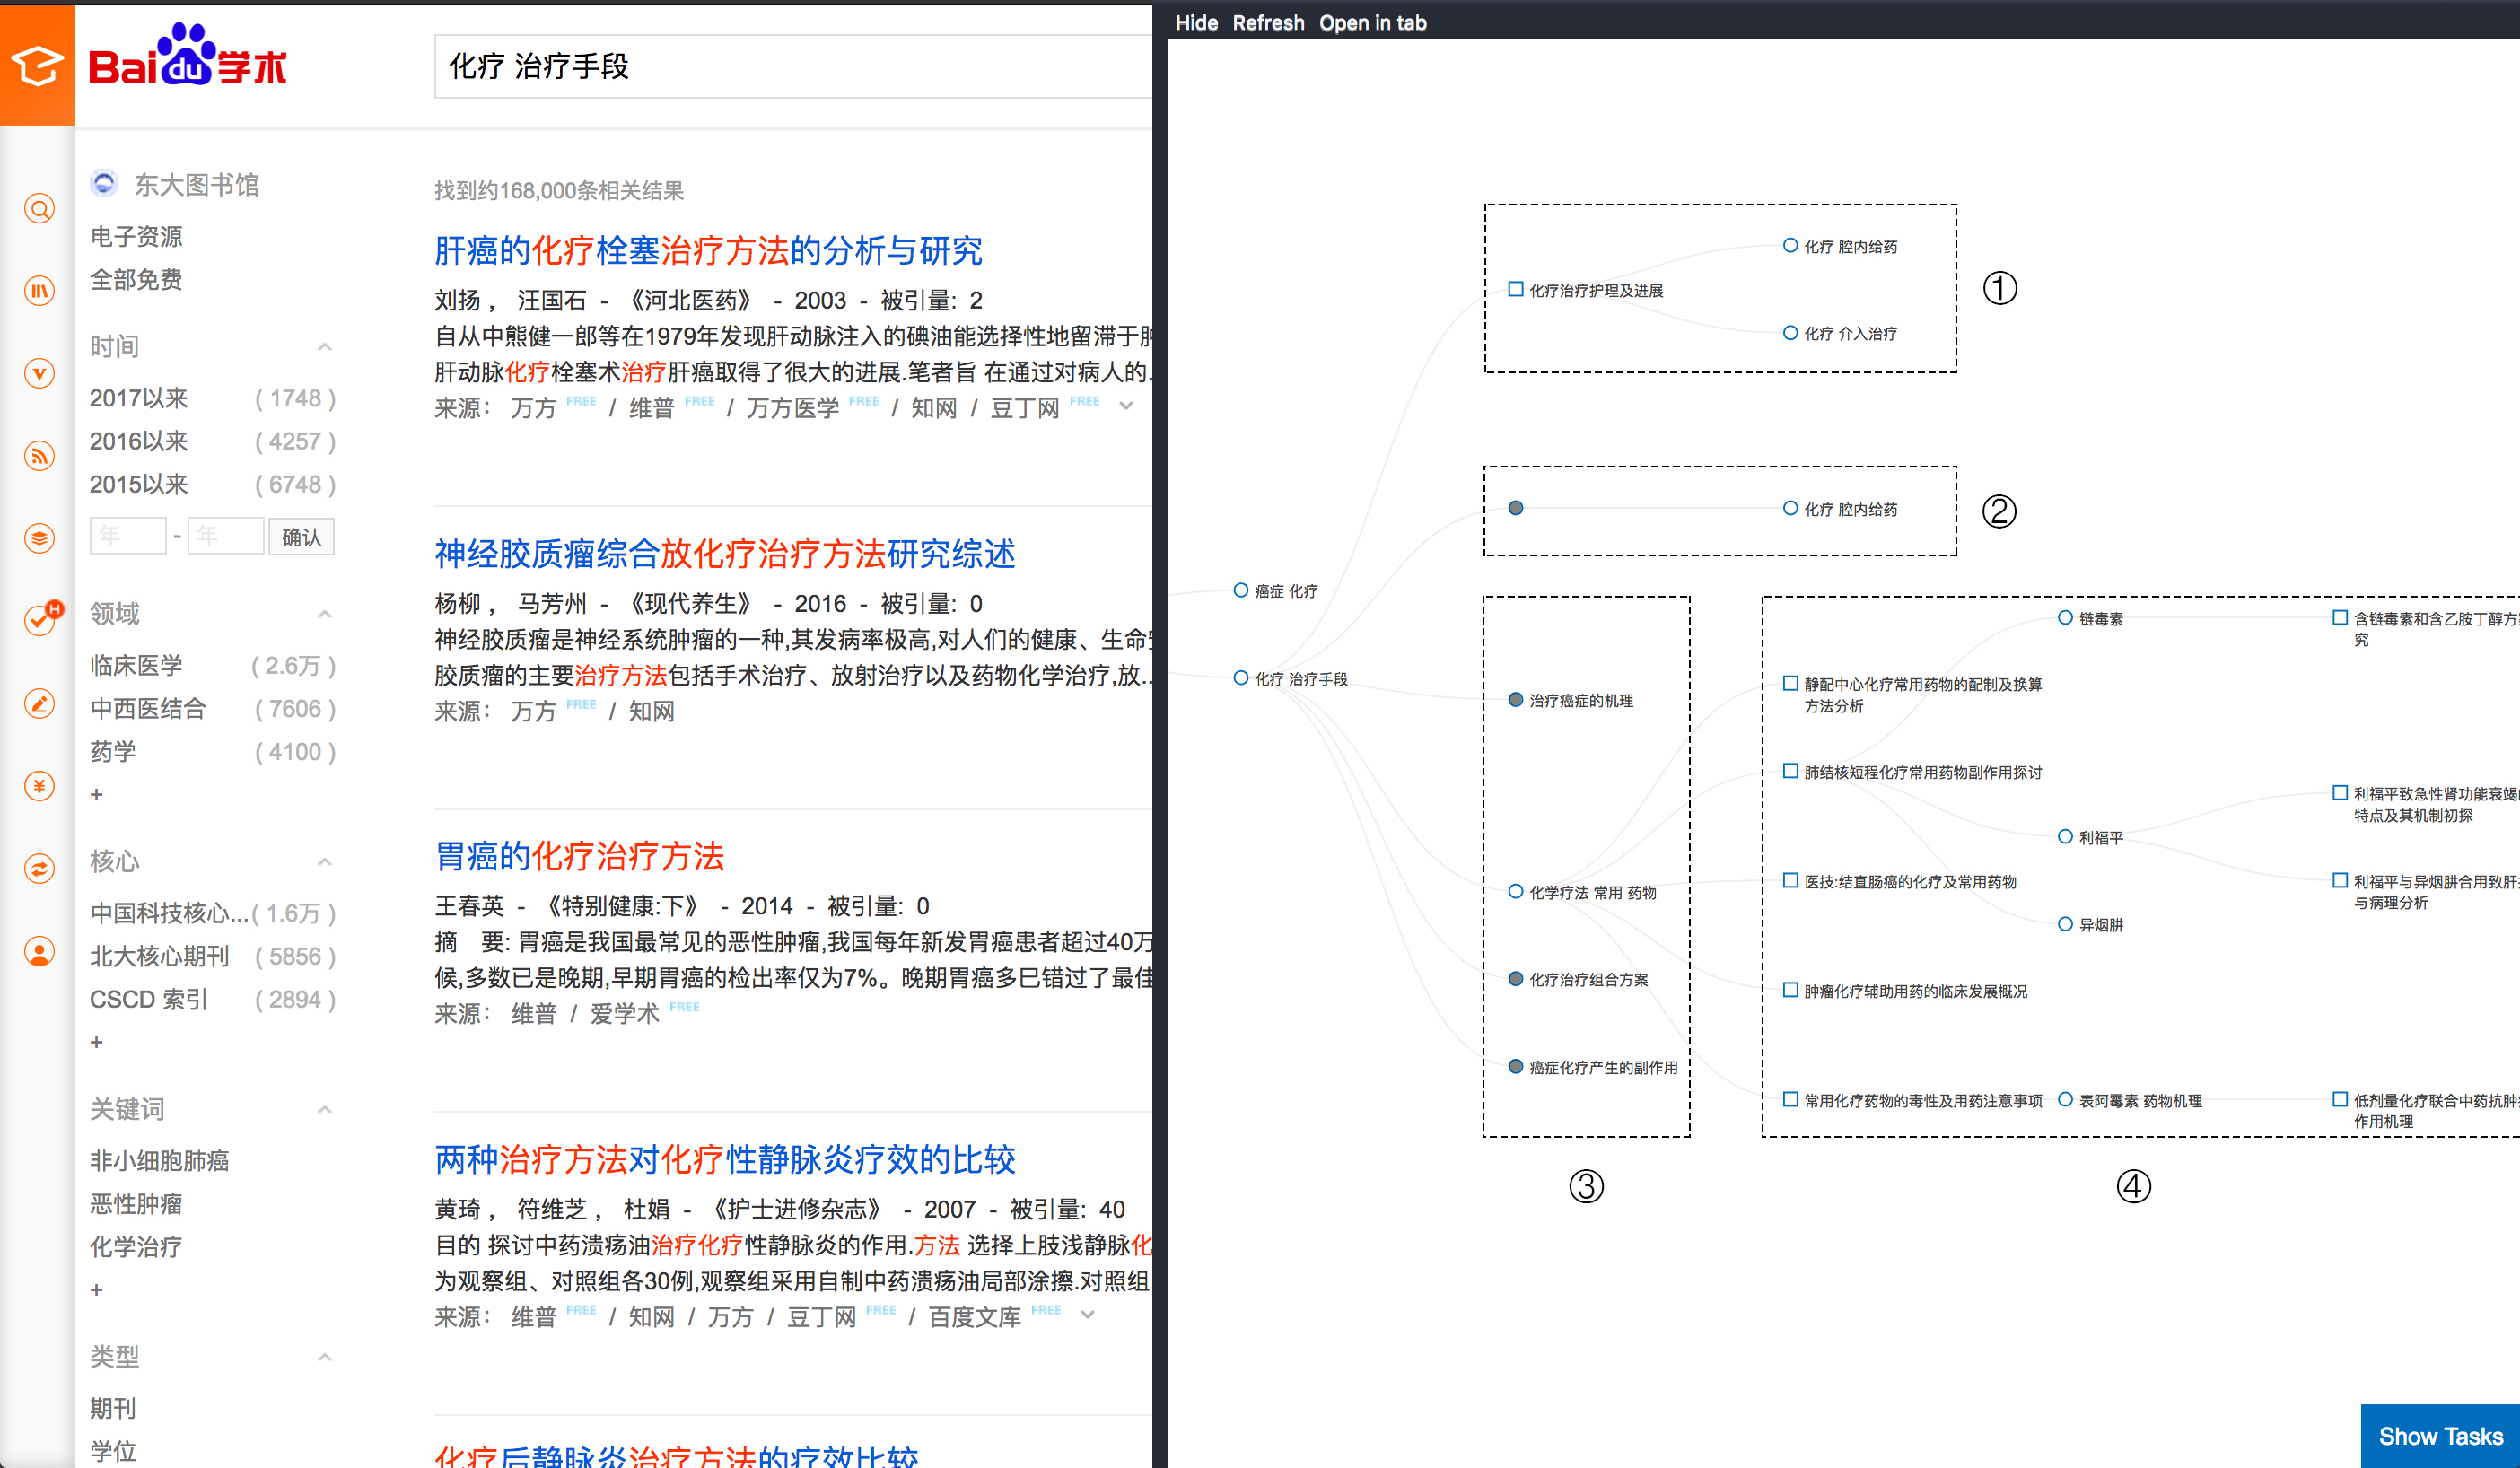 Baidu学术
化疗 治疗手段
东大图书馆
电子资源
全部免费
时间
2017以来 ( 1748 )
2016以来 ( 4257 )
2015以来 ( 6748 )
年 - 年 确认
领域
临床医学 ( 2.6万 )
中西医结合 ( 7606 )
药学 ( 4100 )
+
核心
中国科技核心... ( 1.6万 )
北大核心期刊 ( 5856 )
CSCD 索引 ( 2894 )
+
关键词
非小细胞肺癌
恶性肿瘤
化学治疗
+
类型
期刊
学位
找到约168,000条相关结果
肝癌的化疗栓塞治疗方法的分析与研究
刘扬， 汪国石 - 《河北医药》 - 2003 - 被引量: 2
自从中熊健一郎等在1979年发现肝动脉注入的碘油能选择性地留滞于肿
肝动脉化疗栓塞术治疗肝癌取得了很大的进展.笔者旨 在通过对病人的.
来源： 万方 FREE / 维普 FREE / 万方医学 FREE / 知网 / 豆丁网 FREE
神经胶质瘤综合放化疗治疗方法研究综述
杨柳， 马芳州 - 《现代养生》 - 2016 - 被引量: 0
神经胶质瘤是神经系统肿瘤的一种,其发病率极高,对人们的健康、生命
胶质瘤的主要治疗方法包括手术治疗、放射治疗以及药物化学治疗,放...
来源： 万方 FREE / 知网
胃癌的化疗治疗方法
王春英 - 《特别健康:下》 - 2014 - 被引量: 0
摘 要: 胃癌是我国最常见的恶性肿瘤,我国每年新发胃癌患者超过40万
候,多数已是晚期,早期胃癌的检出率仅为7%。晚期胃癌多已错过了最佳
来源： 维普 / 爱学术 FREE
两种治疗方法对化疗性静脉炎疗效的比较
黄琦， 符维芝， 杜娟 - 《护士进修杂志》 - 2007 - 被引量: 40
目的 探讨中药溃疡油治疗化疗性静脉炎的作用.方法 选择上肢浅静脉化
为观察组、对照组各30例,观察组采用自制中药溃疡油局部涂擦.对照组
来源： 维普 FREE / 知网 / 万方 / 豆丁网 FREE / 百度文库 FREE
化疗后静脉炎治疗方法的疗效比较
Hide Refresh Open in tab
化疗 腔内给药
化疗治疗护理及进展
①
化疗 介入治疗
化疗 腔内给药
②
癌症 化疗
化疗 治疗手段
治疗癌症的机理
化学疗法 常用 药物
化疗治疗组合方案
癌症化疗产生的副作用
③
链毒素
含链毒素和含乙胺丁醇方
究
静配中心化疗常用药物的配制及换算
方法分析
肺结核短程化疗常用药物副作用探讨
利福平致急性肾功能衰竭
特点及其机制初探
利福平
医技:结直肠癌的化疗及常用药物
利福平与异烟肼合用致肝
与病理分析
异烟肼
肿瘤化疗辅助用药的临床发展概况
常用化疗药物的毒性及用药注意事项
表阿霉素 药物机理
低剂量化疗联合中药抗肿
作用机理
④
Show Tasks